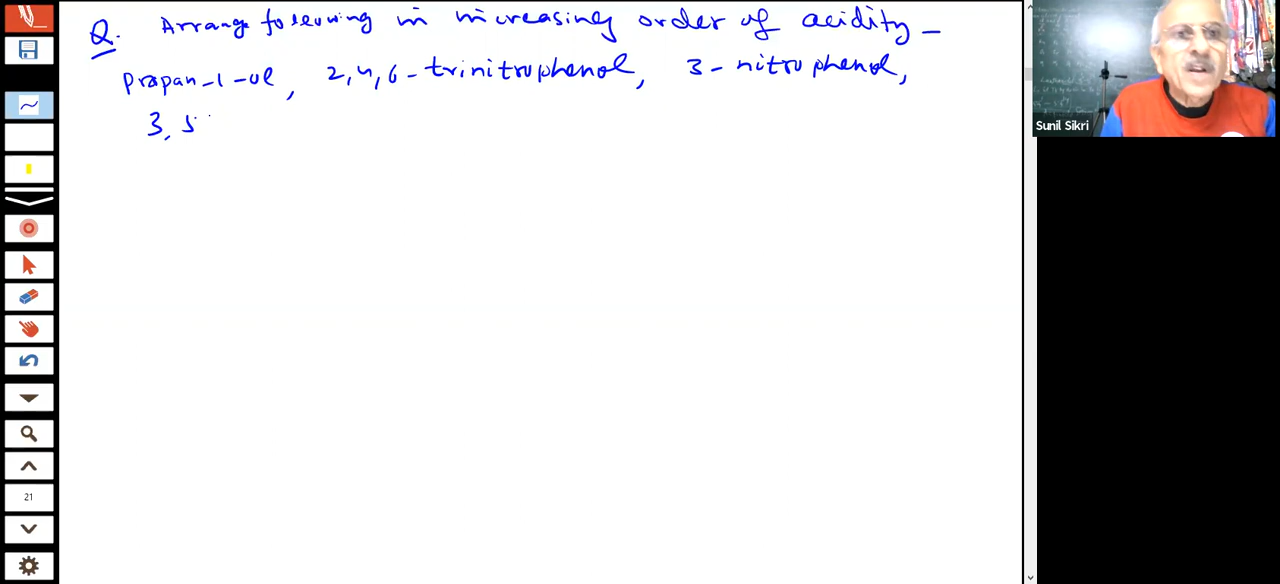 Q. Arrange following in increasing order of acidity -
propan-1-ol, 2,4,6-trinitrophenol, 3-nitrophenol,
3,5
Sunil Sikri
21